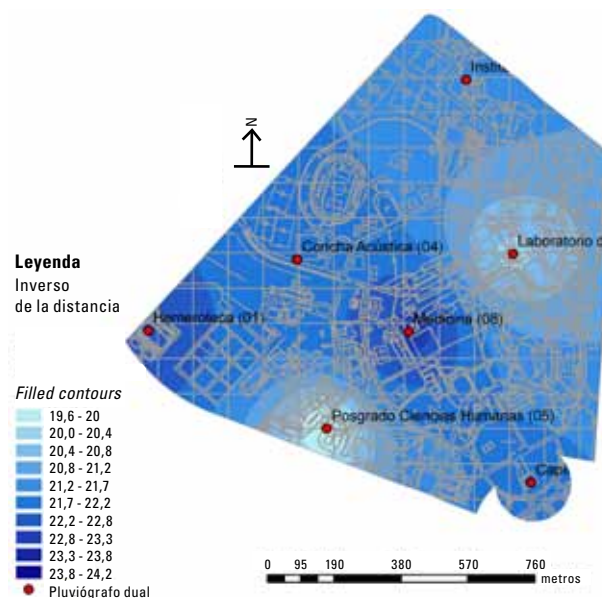 Institu
N
Concha Acústica (04)
Laboratorio d
Leyenda
Inverso
de la distancia
Hemeroteca (01)
Medicina (08)
Filled contours
19,6 - 20
20,0 - 20,4
20,4 - 20,8
20,8 - 21,2
21,2 - 21,7
21,7 - 22,2
22,2 - 22,8
22,8 - 23,3
23,3 - 23,8
23,8 - 24,2
Pluviógrafo dual
Posgrado Ciencias Humanas (05)
0 95 190 380 570 760
metros